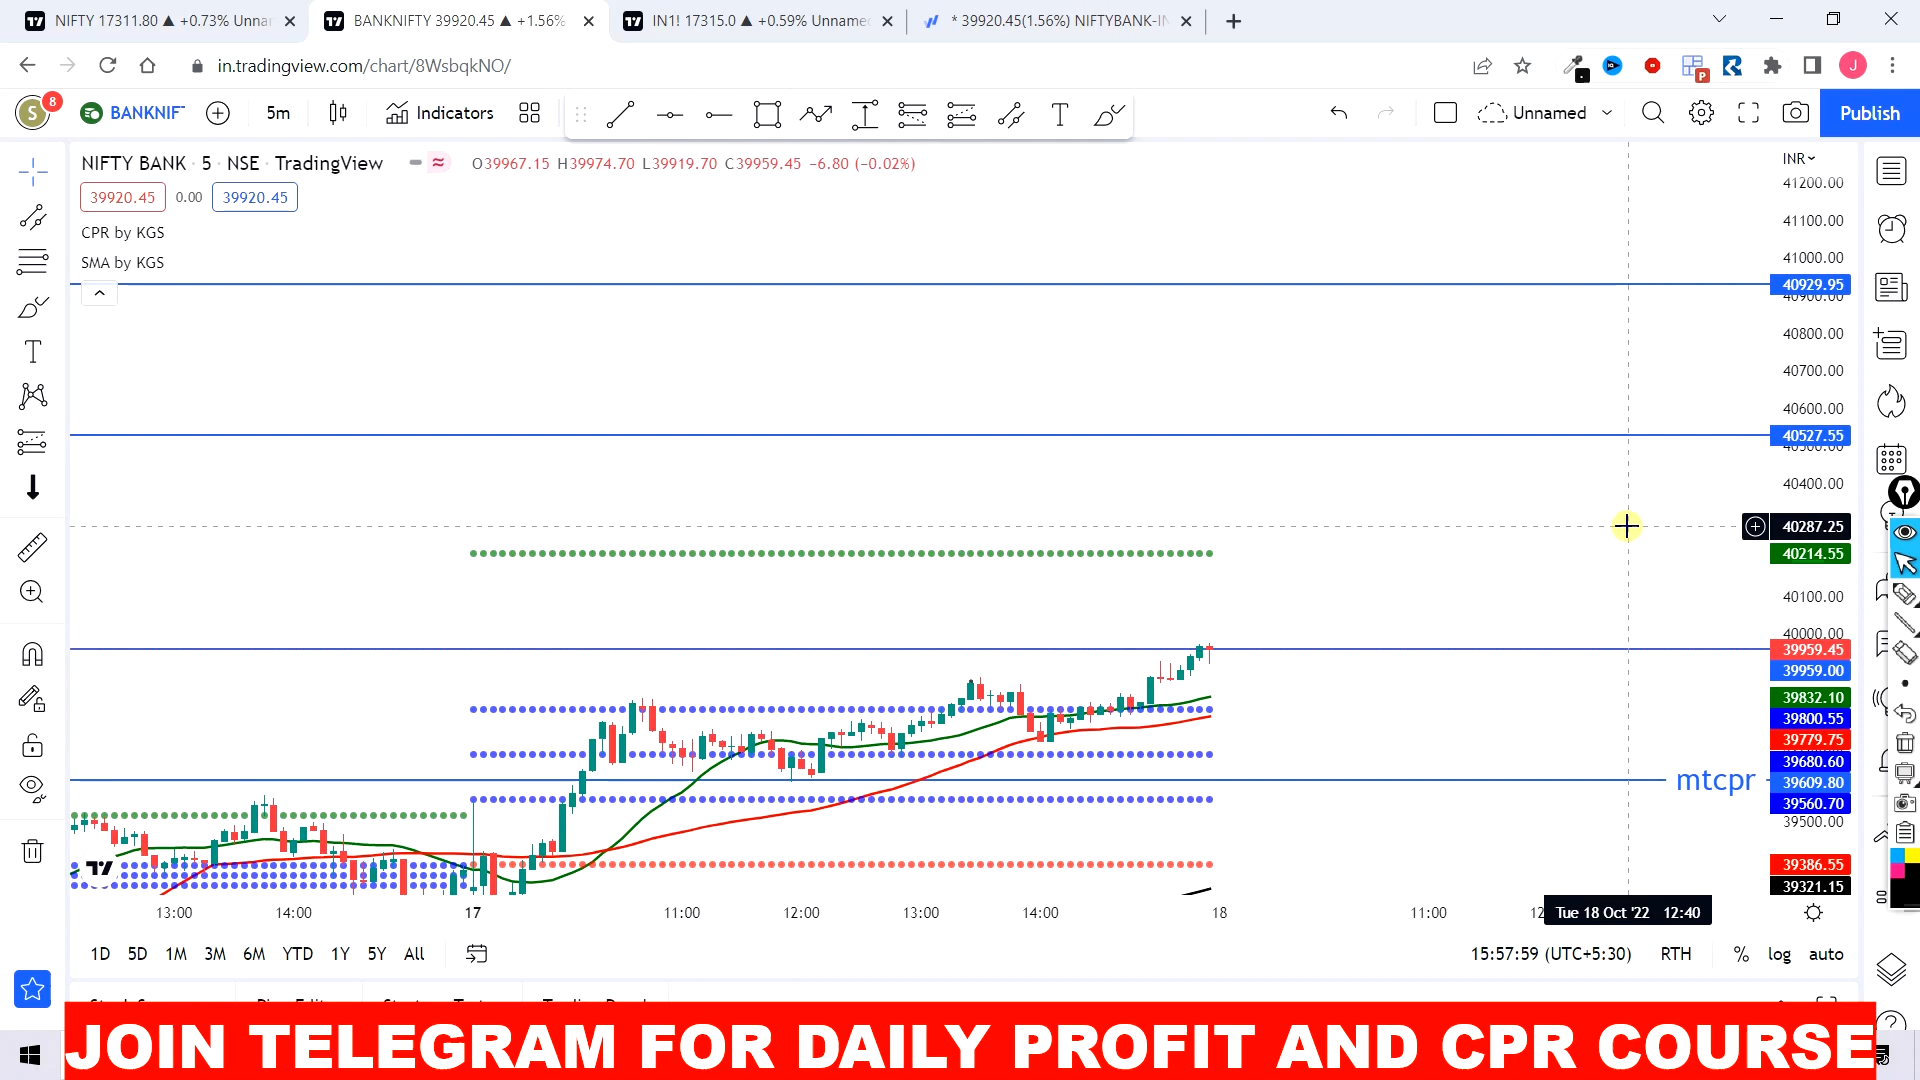 NIFTY 17311.80 ▲ +0.73% Unna
BANKNIFTY 39920.45 ▲ +1.56%
IN1! 17315.0 ▲ +0.59% Unname
* 39920.45(1.56%) NIFTYBANK-IN
in.tradingview.com/chart/8WsbqkNO/
P
J
S
8
BANKNIF
5m
Indicators
T
Unnamed
Publish
NIFTY BANK · 5 · NSE · TradingView
O39967.15 H39974.70 L39919.70 C39959.45 −6.80 (−0.02%)
INR
39920.45
0.00
39920.45
CPR by KGS
SMA by KGS
41200.00
41100.00
41000.00
40929.95
40900.00
40800.00
40700.00
40600.00
40527.55
40500.00
40400.00
40287.25
40214.55
40100.00
40000.00
39959.45
39959.00
39832.10
39800.55
39779.75
39680.60
mtcpr
39609.80
39560.70
39500.00
39386.55
39321.15
13:00
14:00
17
11:00
12:00
13:00
14:00
18
11:00
Tue 18 Oct '22 12:40
1D 5D 1M 3M 6M YTD 1Y 5Y All
15:57:59 (UTC+5:30) RTH % log auto
JOIN TELEGRAM FOR DAILY PROFIT AND CPR COURSE